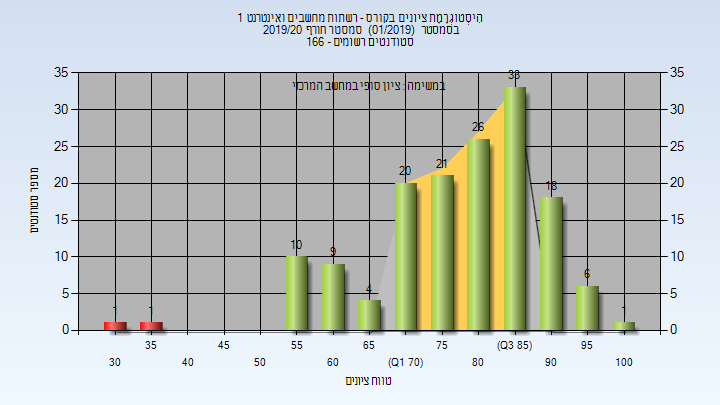 הִיסְטוֹגְרָמַת ציונים בקורס - רשתות מחשבים ואינטרנט 1
בסמסטר (01/2019) סמסטר חורף 2019/20
סטודנטים רשומים - 166
במשימה : ציון סופי במחשב המרכזי
מספר סטודנטים
35 35
30 30
25 25
20 20
15 15
10 10
5 5
0 0
1 1 10 9 4 20 21 26 33 18 6 1
35 45 55 65 75 (Q3 85) 95
30 40 50 60 (Q1 70) 80 90 100
טווח ציונים